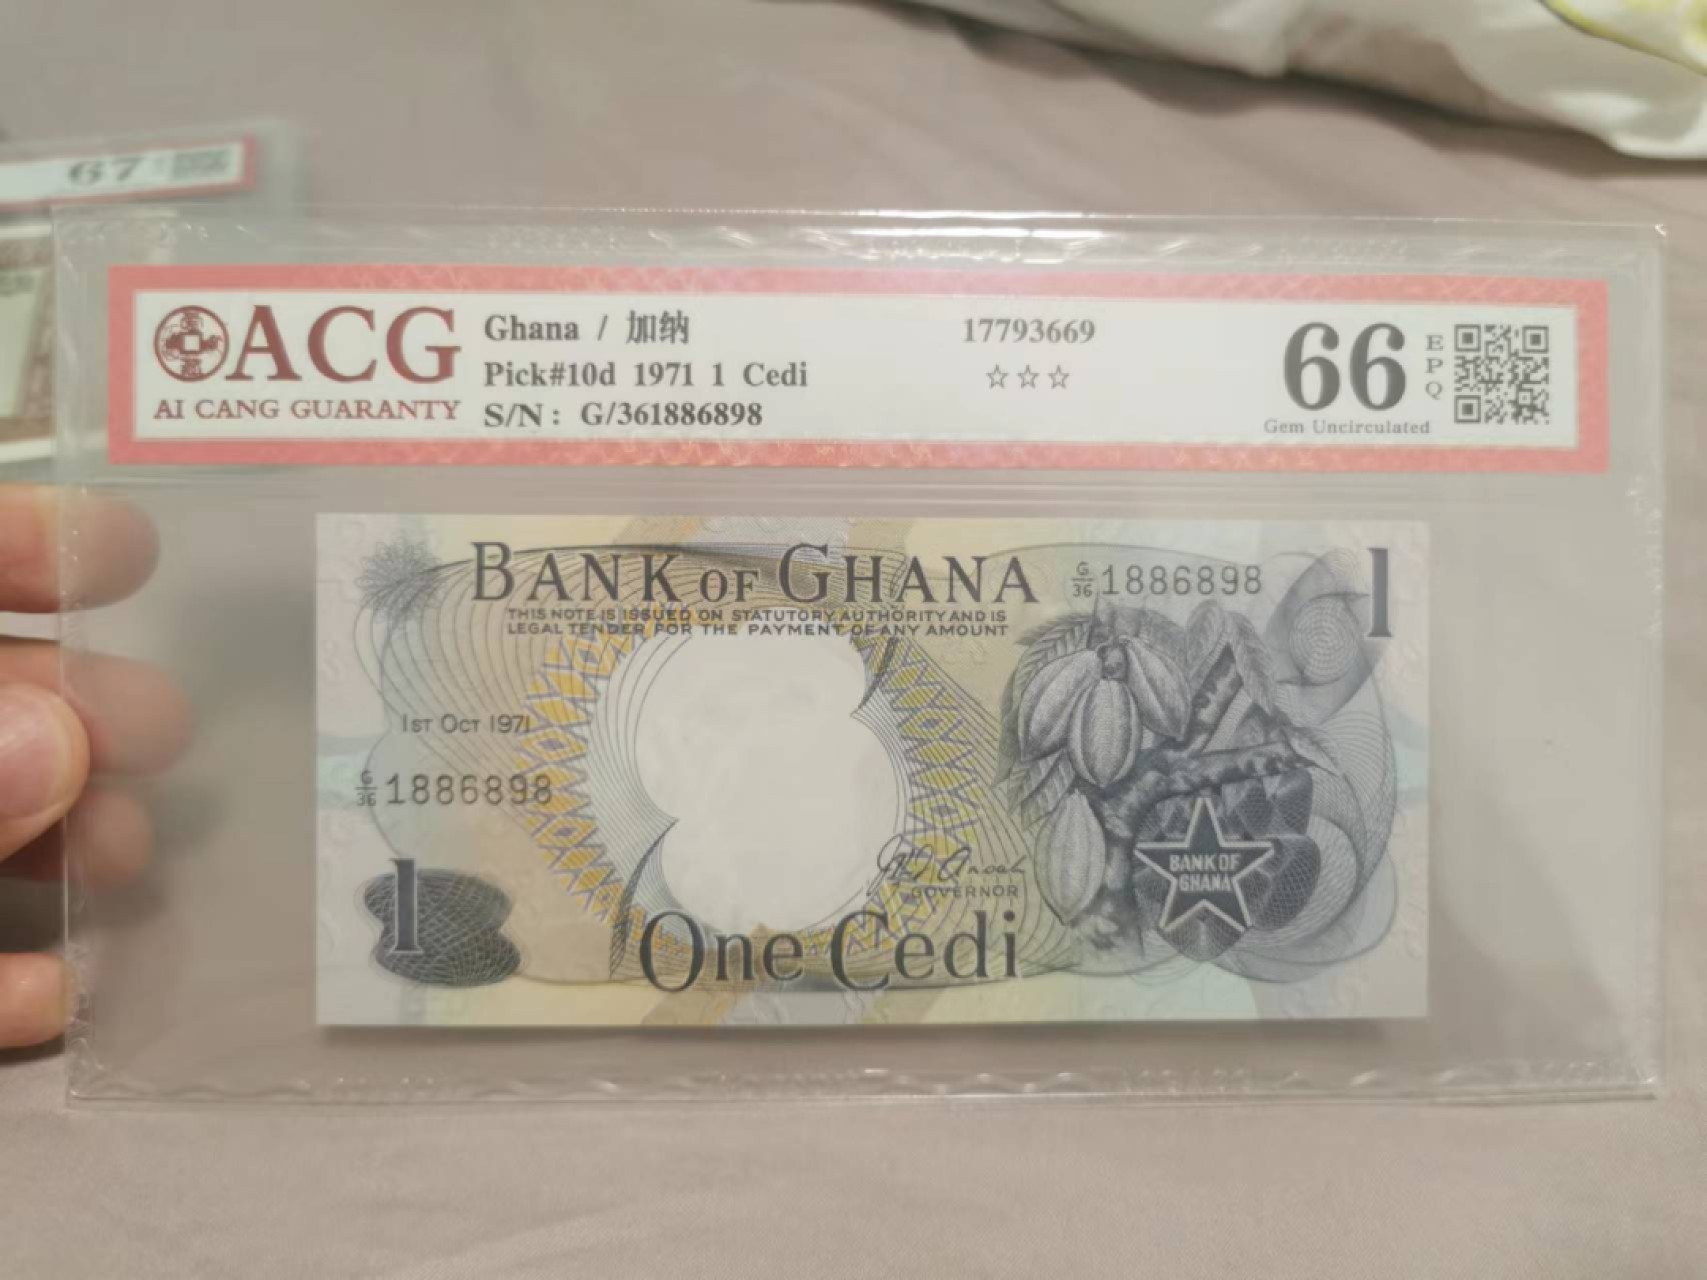 67
ACG
AI CANG GUARANTY
Ghana / 加纳
Pick#10d 1971 1 Cedi
S/N: G/361886898
17793669
☆☆☆
66
EPQ
Gem Uncirculated
BANK OF GHANA
THIS NOTE IS ISSUED ON STATUTORY AUTHORITY AND IS
LEGAL TENDER FOR THE PAYMENT OF ANY AMOUNT
G/36 1886898
1
1ST OCT 1971
G/36 1886898
GOVERNOR
BANK OF
GHANA
1
One Cedi